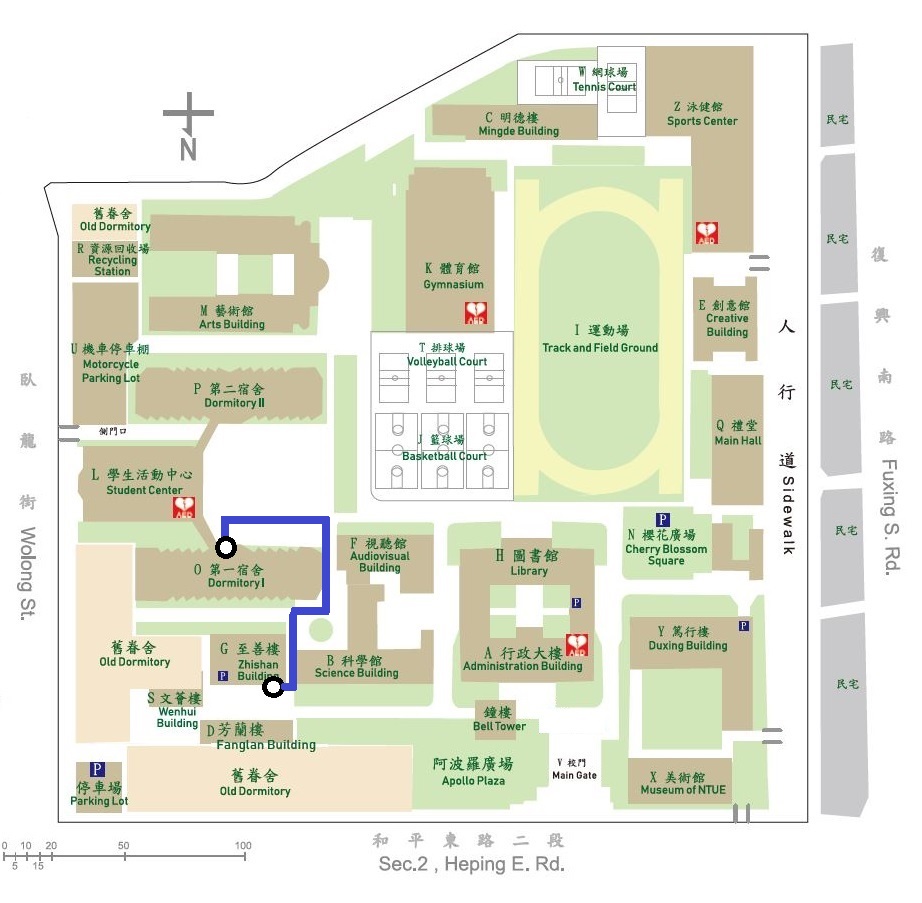 W 網球場
Tennis Court
C 明德樓
Mingde Building
Z 泳健館
Sports Center
民宅
N
舊眷舍
Old Dormitory
R 資源回收場
Recycling
Station
K 體育館
Gymnasium
AED
AED
民宅
復
興
南
路
Fuxing S. Rd.
M 藝術館
Arts Building
E 創意館
Creative
Building
人
行
道
Sidewalk
U 機車停車棚
Motorcycle
Parking Lot
T 排球場
Volleyball Court
I 運動場
Track and Field Ground
P 第二宿舍
Dormitory II
民宅
臥
龍
街
Wolong St.
側門口
J 籃球場
Basketball Court
Q 禮堂
Main Hall
L 學生活動中心
Student Center
AED
P
N 櫻花廣場
Cherry Blossom
Square
民宅
O 第一宿舍
Dormitory I
F 視聽館
Audiovisual
Building
H 圖書館
Library
P
舊眷舍
Old Dormitory
G 至善樓
Zhishan
Building
P
B 科學館
Science Building
A 行政大樓
Administration Building
AED
Y 篤行樓
Duxing Building
P
民宅
S 文薈樓
Wenhui
Building
D 芳蘭樓
Fanglan Building
鐘樓
Bell Tower
P
停車場
Parking Lot
舊眷舍
Old Dormitory
阿波羅廣場
Apollo Plaza
V 校門
Main Gate
X 美術館
Museum of NTUE
0 10 20 50 100
5 15
和平東路二段
Sec.2 , Heping E. Rd.